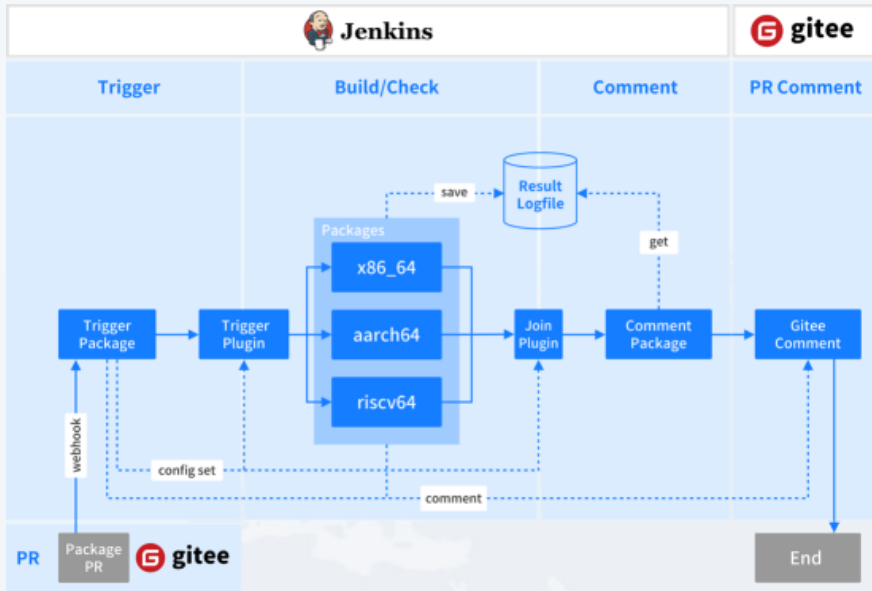 Jenkins
gitee
Trigger
Build/Check
Comment
PR Comment
save
Result
Logfile
Packages
get
x86_64
Trigger
Package
Trigger
Plugin
aarch64
Join
Plugin
Comment
Package
Gitee
Comment
riscv64
webhook
config set
comment
PR
Package
PR
gitee
End